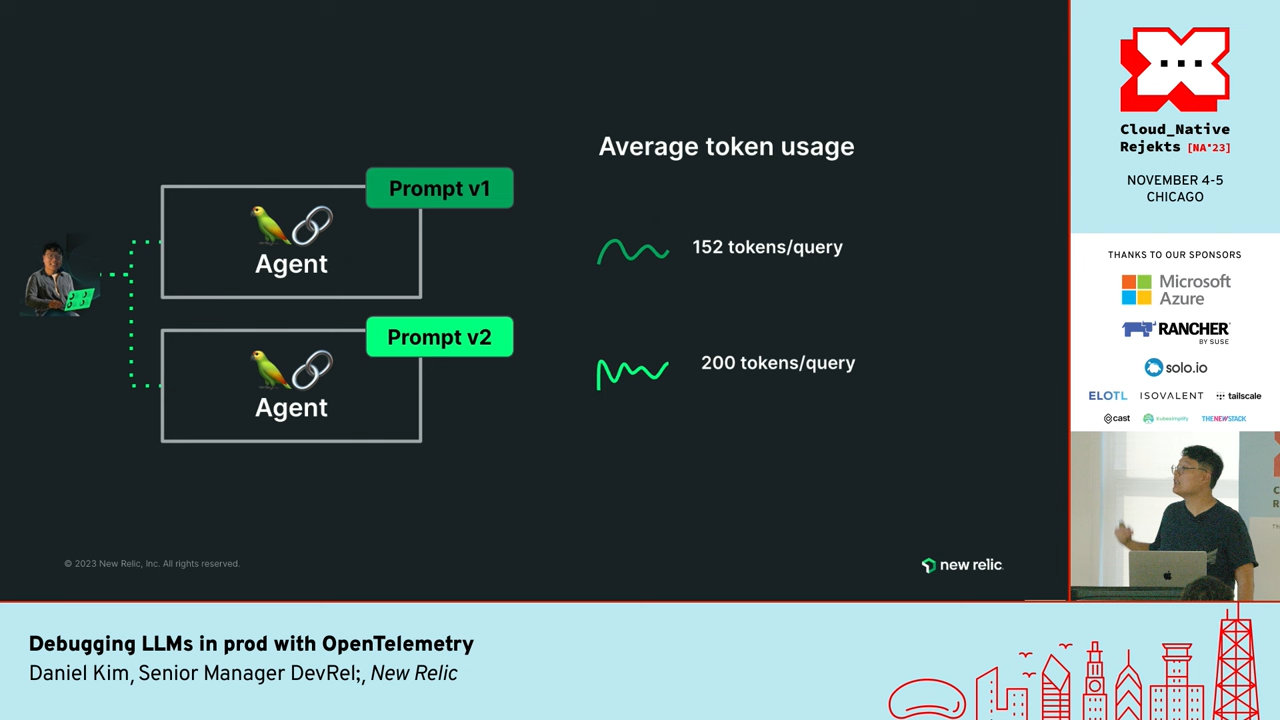 Average token usage
Prompt v1
Agent
152 tokens/query
Prompt v2
Agent
200 tokens/query
© 2023 New Relic, Inc. All rights reserved.
new relic
Cloud_Native
Rejekts [NA'23]
NOVEMBER 4-5
CHICAGO
THANKS TO OUR SPONSORS
Microsoft
Azure
RANCHER
BY SUSE
solo.io
ELOTL ISOVALENT tailscale
cast Kubesimplify THENEWSTACK
Debugging LLMs in prod with OpenTelemetry
Daniel Kim, Senior Manager DevRel;, New Relic